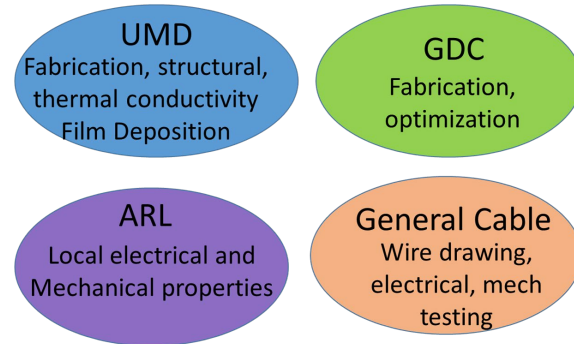 UMD
Fabrication, structural,
thermal conductivity
Film Deposition
GDC
Fabrication,
optimization
ARL
Local electrical and
Mechanical properties
General Cable
Wire drawing,
electrical, mech
testing